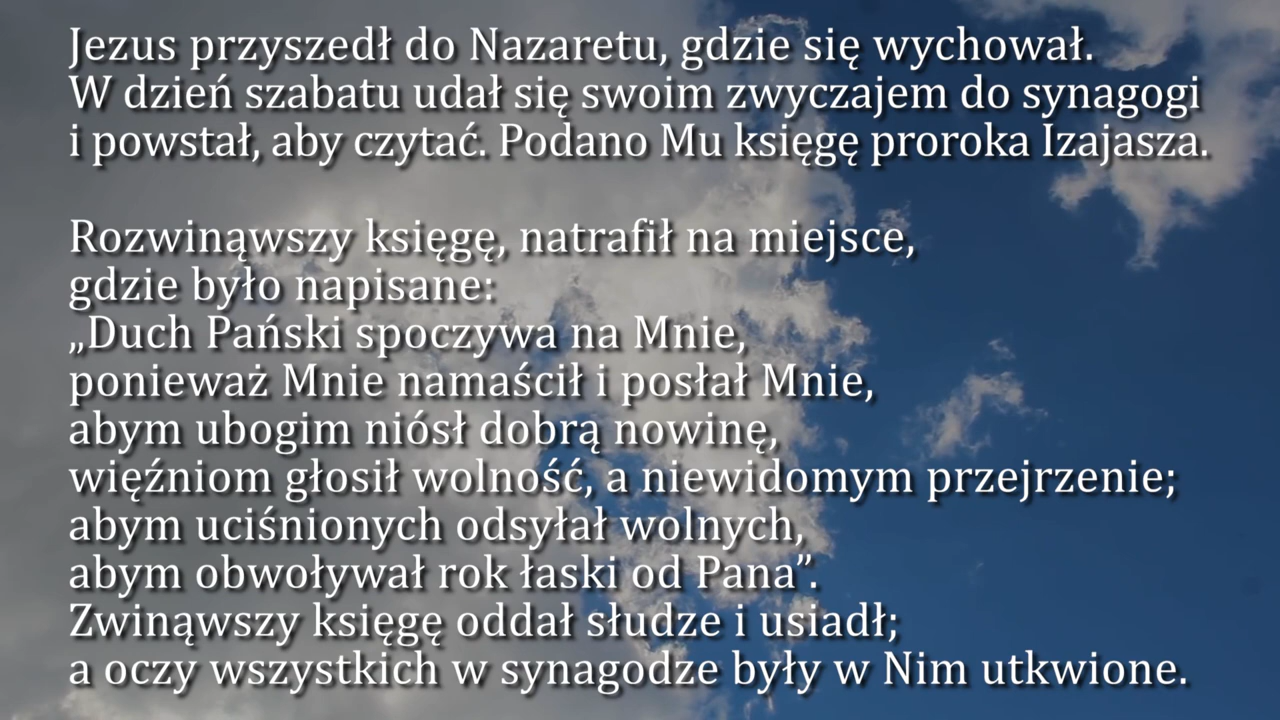 Jezus przyszedł do Nazaretu, gdzie się wychował.
W dzień szabatu udał się swoim zwyczajem do synagogi
i powstał, aby czytać. Podano Mu księgę proroka Izajasza.
Rozwinąwszy księgę, natrafił na miejsce,
gdzie było napisane:
„Duch Pański spoczywa na Mnie,
ponieważ Mnie namaścił i posłał Mnie,
abym ubogim niósł dobrą nowinę,
więźniom głosił wolność, a niewidomym przejrzenie;
abym uciśnionych odsyłał wolnych,
abym obwoływał rok łaski od Pana”.
Zwinąwszy księgę oddał słudze i usiadł;
a oczy wszystkich w synagodze były w Nim utkwione.